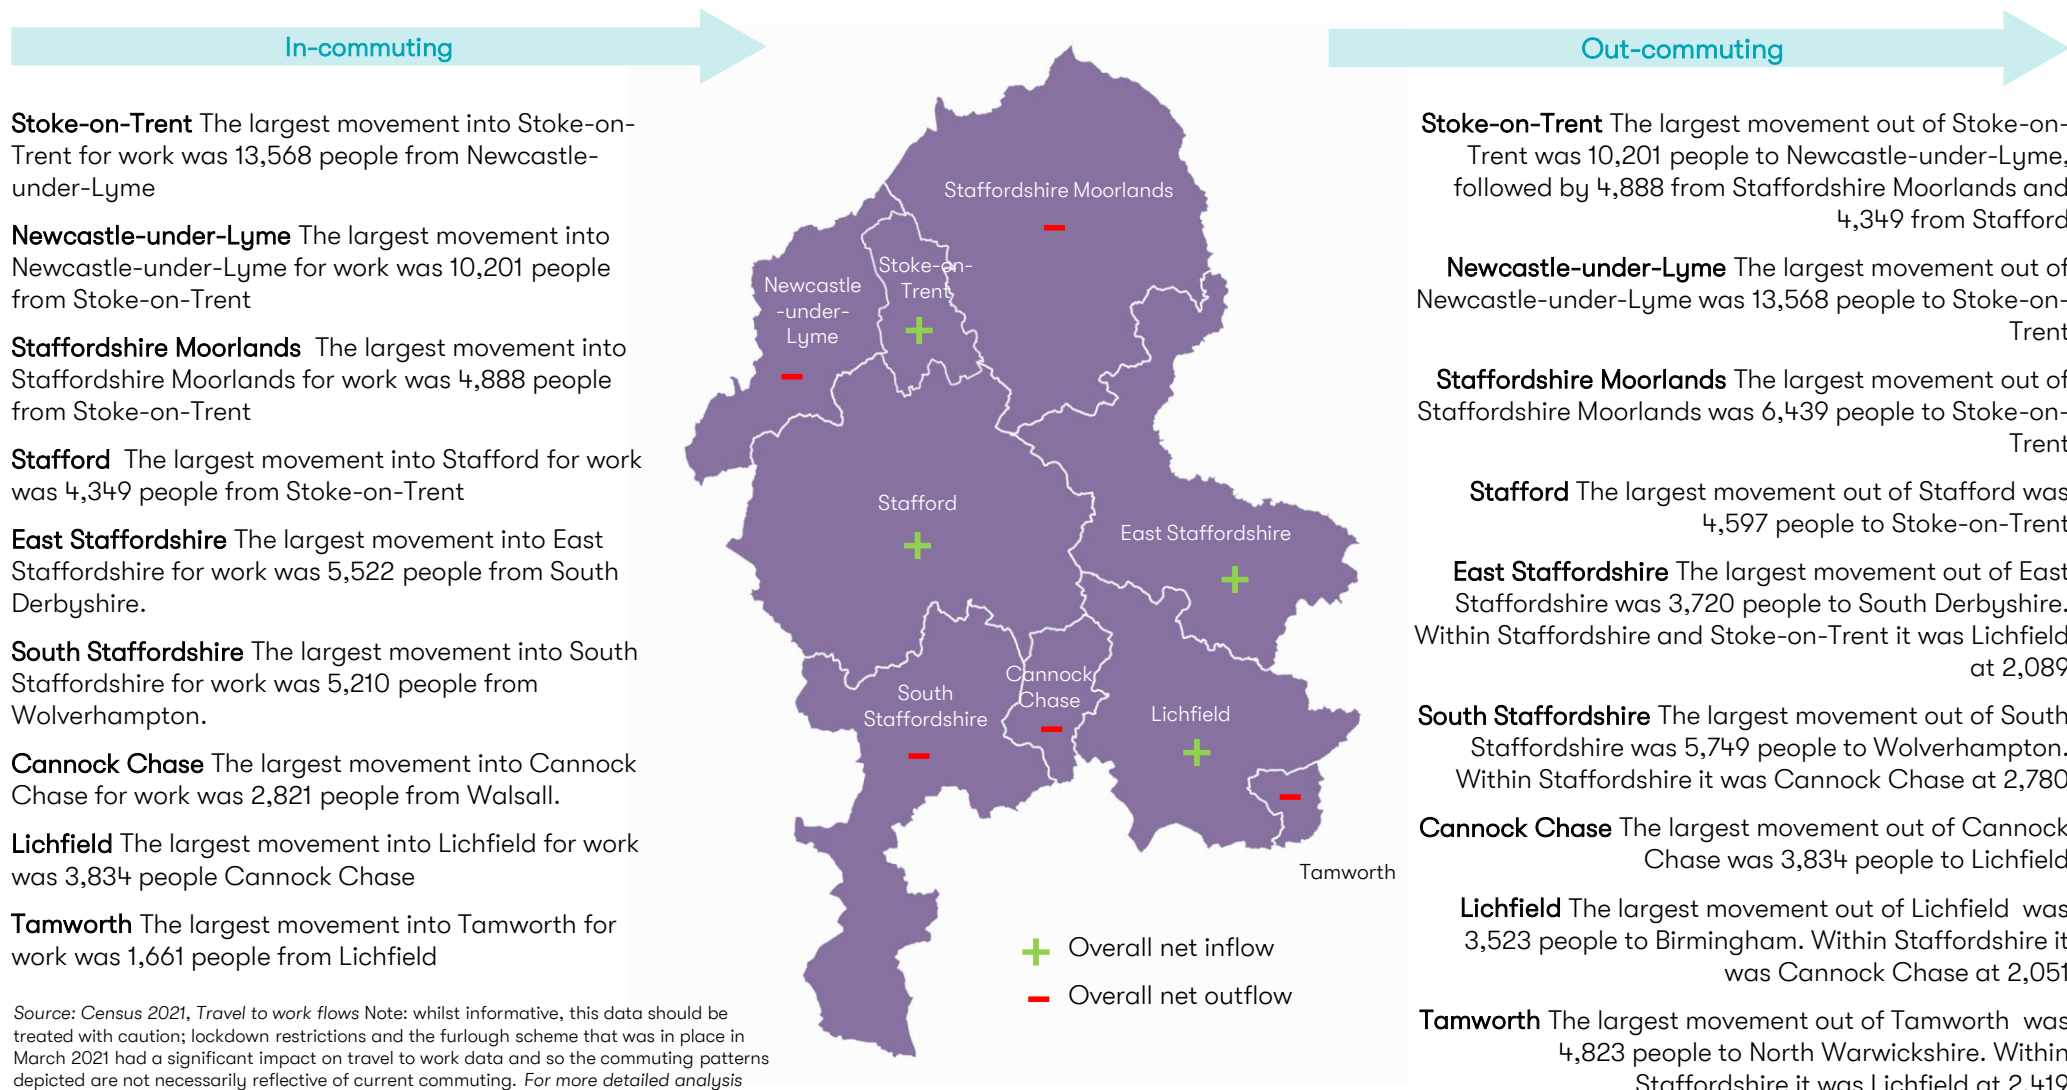 In-commuting
Stoke-on-Trent The largest movement into Stoke-on-
Trent for work was 13,568 people from Newcastle-
under-Lyme
Newcastle-under-Lyme The largest movement into
Newcastle-under-Lyme for work was 10,201 people
from Stoke-on-Trent
Staffordshire Moorlands The largest movement into
Staffordshire Moorlands for work was 4,888 people
from Stoke-on-Trent
Stafford The largest movement into Stafford for work
was 4,349 people from Stoke-on-Trent
East Staffordshire The largest movement into East
Staffordshire for work was 5,522 people from South
Derbyshire.
South Staffordshire The largest movement into South
Staffordshire for work was 5,210 people from
Wolverhampton.
Cannock Chase The largest movement into Cannock
Chase for work was 2,821 people from Walsall.
Lichfield The largest movement into Lichfield for work
was 3,834 people Cannock Chase
Tamworth The largest movement into Tamworth for
work was 1,661 people from Lichfield
Source: Census 2021, Travel to work flows Note: whilst informative, this data should be
treated with caution; lockdown restrictions and the furlough scheme that was in place in
March 2021 had a significant impact on travel to work data and so the commuting patterns
depicted are not necessarily reflective of current commuting. For more detailed analysis
Staffordshire Moorlands
Stoke-on-
Trent
Newcastle
-under-
Lyme
Stafford
East Staffordshire
Cannock
Chase
South
Staffordshire
Lichfield
Tamworth
Overall net inflow
Overall net outflow
Out-commuting
Stoke-on-Trent The largest movement out of Stoke-on-
Trent was 10,201 people to Newcastle-under-Lyme,
followed by 4,888 from Staffordshire Moorlands and
4,349 from Stafford
Newcastle-under-Lyme The largest movement out of
Newcastle-under-Lyme was 13,568 people to Stoke-on-
Trent
Staffordshire Moorlands The largest movement out of
Staffordshire Moorlands was 6,439 people to Stoke-on-
Trent
Stafford The largest movement out of Stafford was
4,597 people to Stoke-on-Trent
East Staffordshire The largest movement out of East
Staffordshire was 3,720 people to South Derbyshire.
Within Staffordshire and Stoke-on-Trent it was Lichfield
at 2,089
South Staffordshire The largest movement out of South
Staffordshire was 5,749 people to Wolverhampton.
Within Staffordshire it was Cannock Chase at 2,780
Cannock Chase The largest movement out of Cannock
Chase was 3,834 people to Lichfield
Lichfield The largest movement out of Lichfield was
3,523 people to Birmingham. Within Staffordshire it
was Cannock Chase at 2,051
Tamworth The largest movement out of Tamworth was
4,823 people to North Warwickshire. Within
Staffordshire it was Lichfield at 2,419